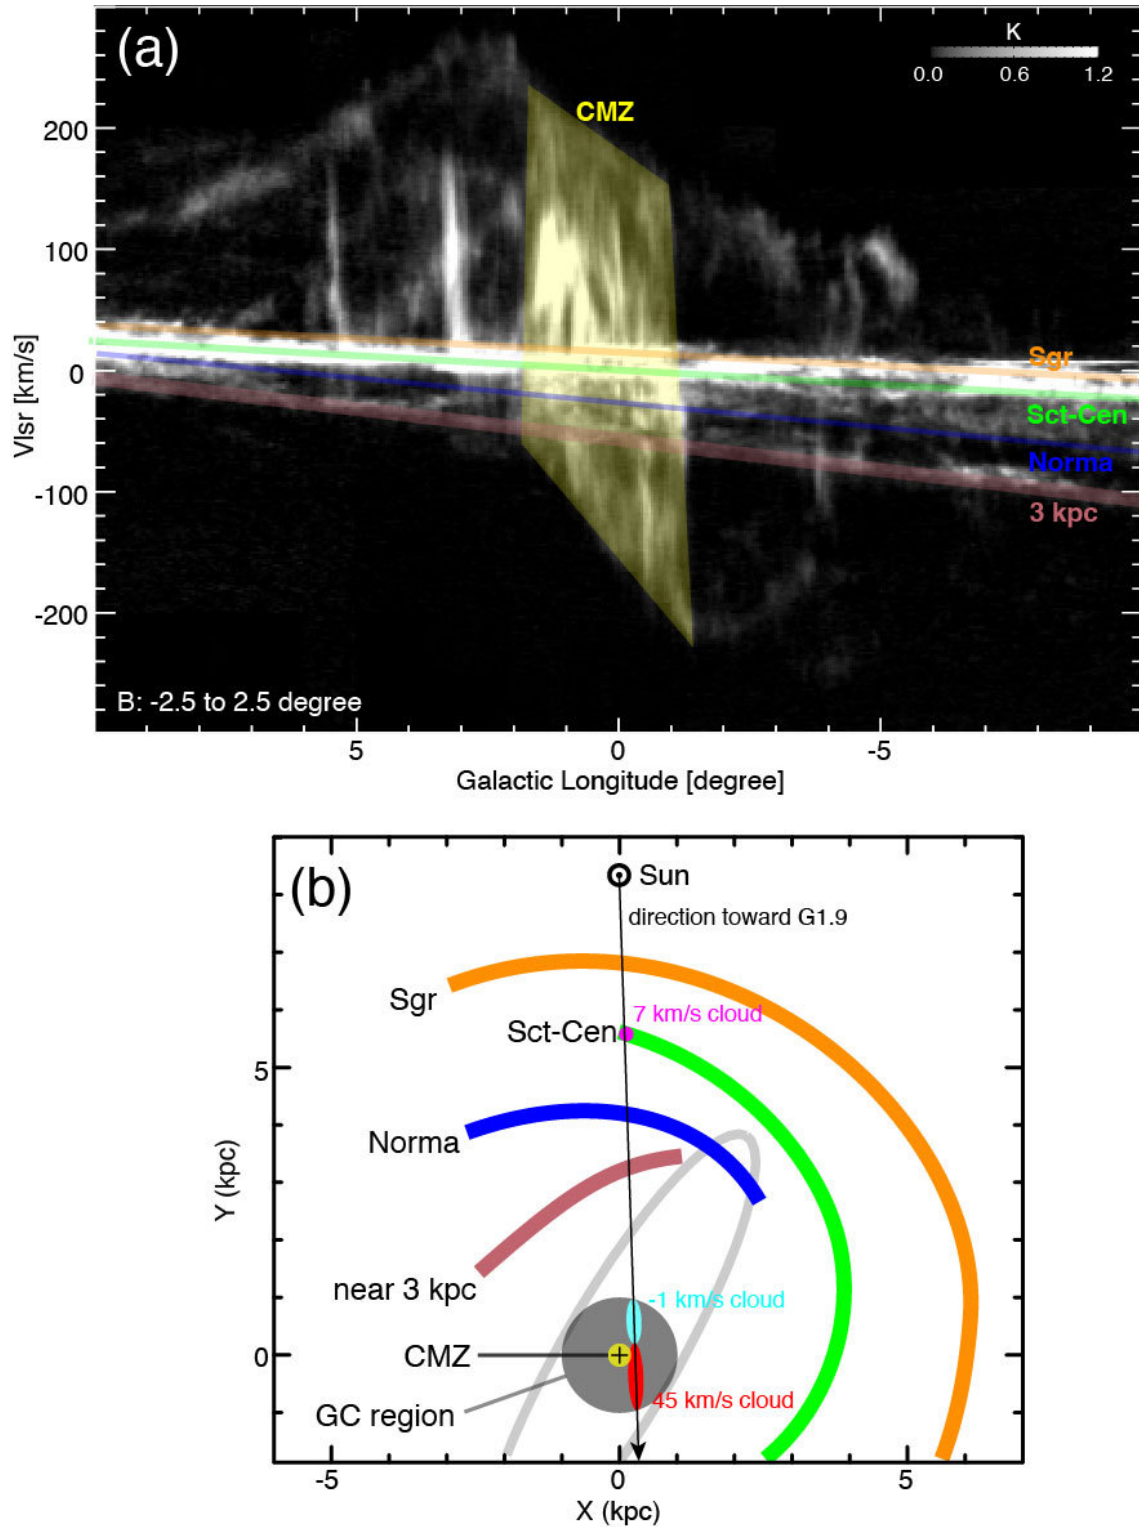 (a)
K
0.0 0.6 1.2
CMZ
200
100
0
-100
-200
Vlsr [km/s]
Sgr
Sct-Cen
Norma
3 kpc
B: -2.5 to 2.5 degree
5 0 -5
Galactic Longitude [degree]
(b)
Sun
direction toward G1.9
Sgr
7 km/s cloud
Sct-Cen
5
Norma
Y (kpc)
near 3 kpc
-1 km/s cloud
0
CMZ
45 km/s cloud
GC region
-5 0 5
X (kpc)